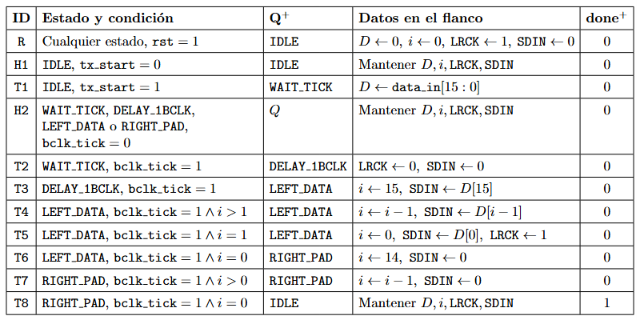 ID Estado y condición Q⁺ Datos en el flanco done⁺
R Cualquier estado, rst = 1 IDLE D ← 0, i ← 0, LRCK ← 1, SDIN ← 0 0
H1 IDLE, tx_start = 0 IDLE Mantener D, i, LRCK, SDIN 0
T1 IDLE, tx_start = 1 WAIT_TICK D ← data_in[15 : 0] 0
H2 WAIT_TICK, DELAY_1BCLK, Q Mantener D, i, LRCK, SDIN 0
LEFT_DATA o RIGHT_PAD,
bclk_tick = 0
T2 WAIT_TICK, bclk_tick = 1 DELAY_1BCLK LRCK ← 0, SDIN ← 0 0
T3 DELAY_1BCLK, bclk_tick = 1 LEFT_DATA i ← 15, SDIN ← D[15] 0
T4 LEFT_DATA, bclk_tick = 1 ∧ i > 1 LEFT_DATA i ← i − 1, SDIN ← D[i − 1] 0
T5 LEFT_DATA, bclk_tick = 1 ∧ i = 1 LEFT_DATA i ← 0, SDIN ← D[0], LRCK ← 1 0
T6 LEFT_DATA, bclk_tick = 1 ∧ i = 0 RIGHT_PAD i ← 14, SDIN ← 0 0
T7 RIGHT_PAD, bclk_tick = 1 ∧ i > 0 RIGHT_PAD i ← i − 1, SDIN ← 0 0
T8 RIGHT_PAD, bclk_tick = 1 ∧ i = 0 IDLE Mantener D, i, LRCK, SDIN 1